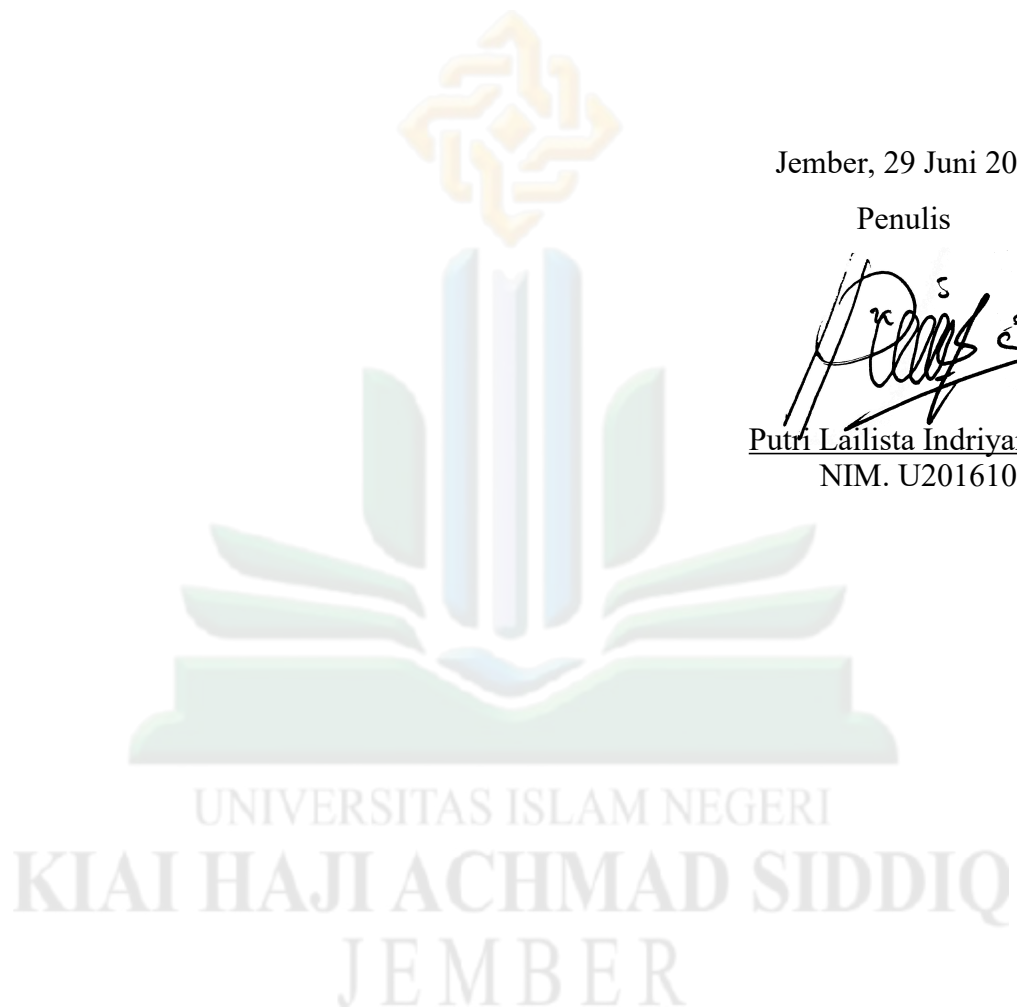 Jember, 29 Juni 20
Penulis
Putri Lailista Indriya
NIM. U201610
UNIVERSITAS ISLAM NEGERI
KIAI HAJI ACHMAD SIDDIQ
JEMBER